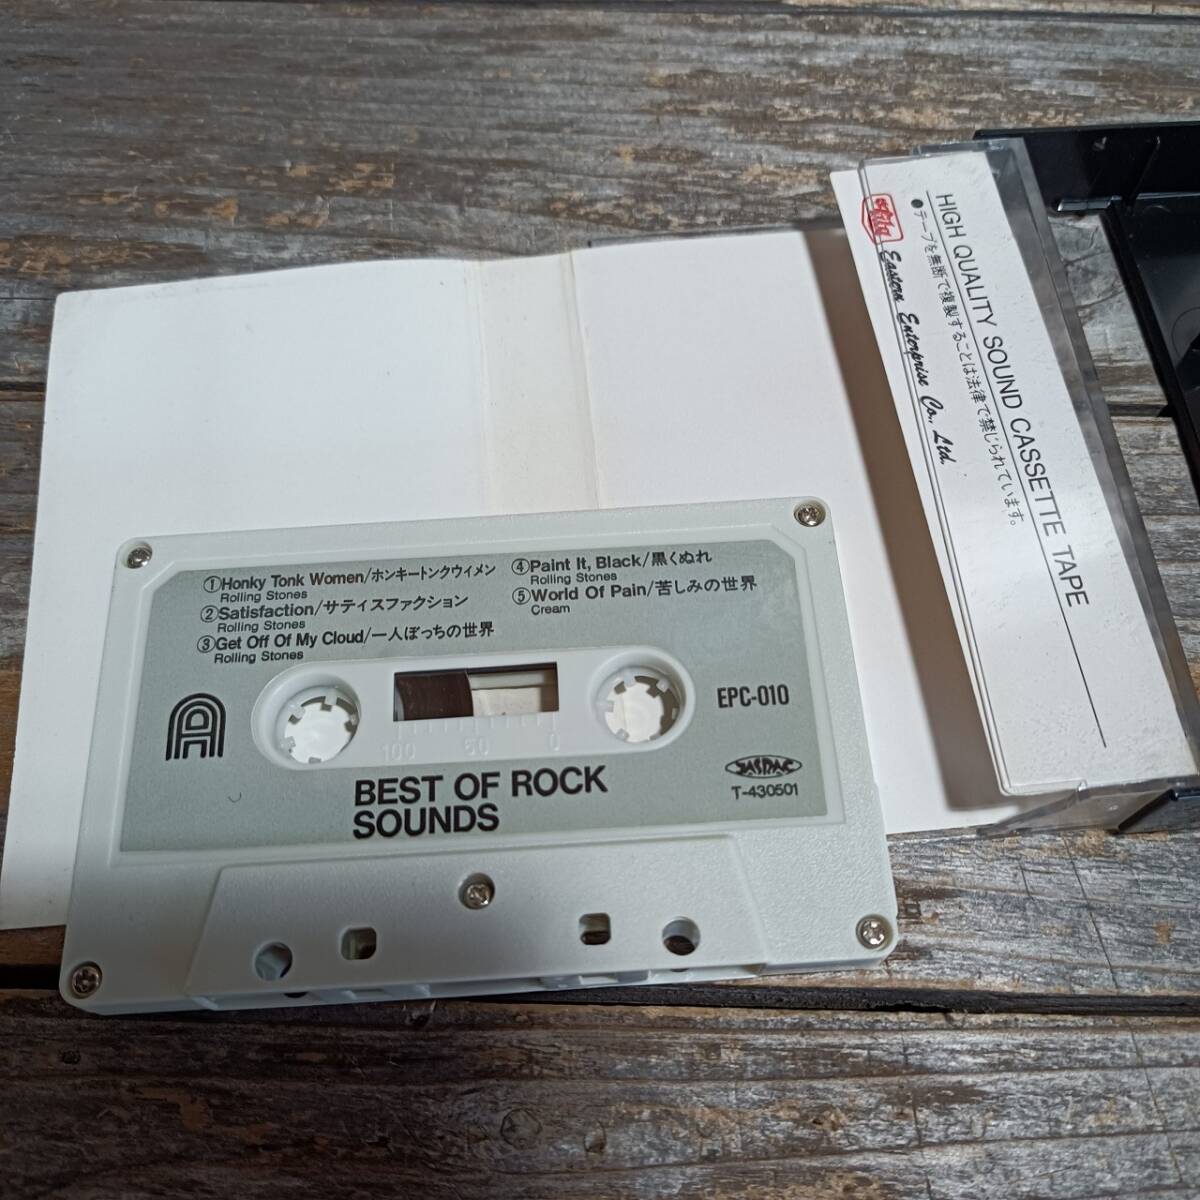 ①Honky Tonk Women/ホンキートンクウイメン
Rolling Stones
②Satisfaction/サティスファクション
Rolling Stones
③Get Off Of My Cloud/一人ぼっちの世界
Rolling Stones
④Paint It, Black/黒くぬれ
Rolling Stones
⑤World Of Pain/苦しみの世界
Cream
EPC-010
100 50 0
BEST OF ROCK
SOUNDS
JASRAC
T-430501
HIGH QUALITY SOUND CASSETTE TAPE
●テープを無断で複製することは法律で禁じられています。
Eastern Enterprise Co., Ltd.